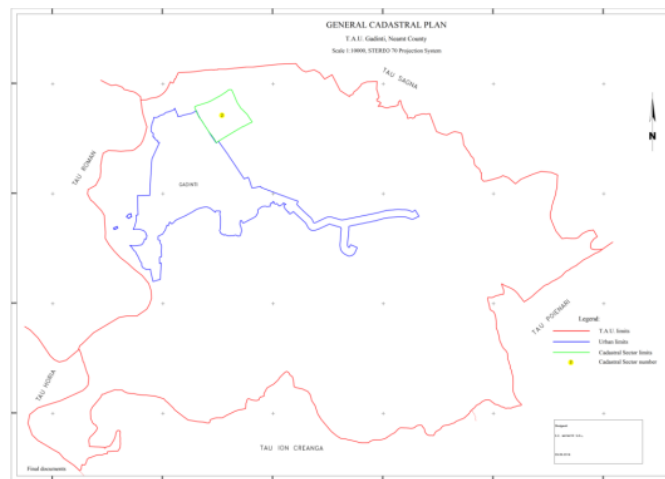 GENERAL CADASTRAL PLAN
T.A.U. Gadinti, Neamt County
Scale 1:10000, STEREO 70 Projection System
TAU SAGNA
TAU ROMAN
N
GADINTI
TAU POIENARI
Legend:
T.A.U. limits
Urban limits
Cadastral Sector limits
Cadastral Sector number
TAU HORIA
TAU ION CREANGA
Final documents